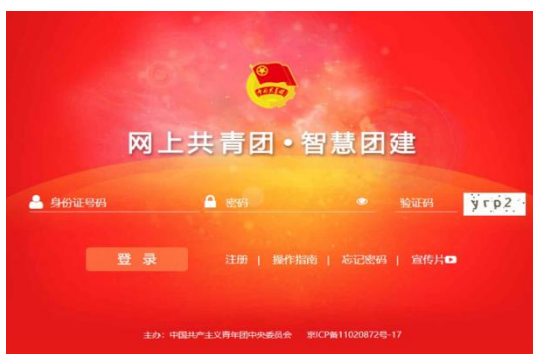 网上共青团·智慧团建
身份证号码 密码 验证码 yrp2
登 录 注册 | 操作指南 | 忘记密码 | 宣传片
主办：中国共产主义青年团中央委员会 京ICP备11020872号-17